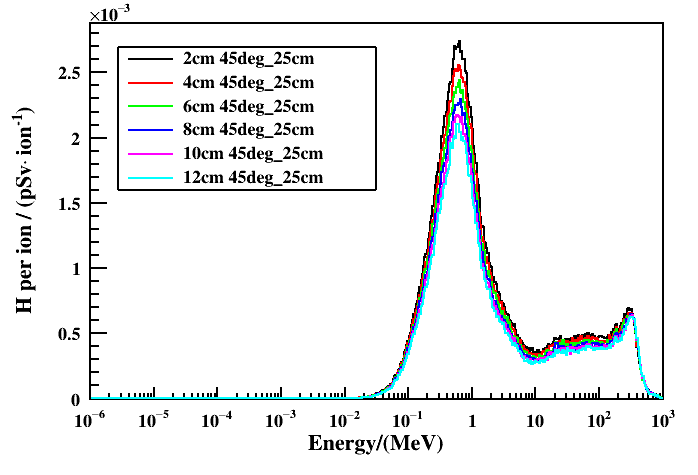 ×10⁻³
2.5
2
1.5
1
0.5
0
H per ion / (pSv· ion⁻¹)
2cm 45deg_25cm
4cm 45deg_25cm
6cm 45deg_25cm
8cm 45deg_25cm
10cm 45deg_25cm
12cm 45deg_25cm
10⁻⁶ 10⁻⁵ 10⁻⁴ 10⁻³ 10⁻² 10⁻¹ 1 10 10² 10³
Energy/(MeV)